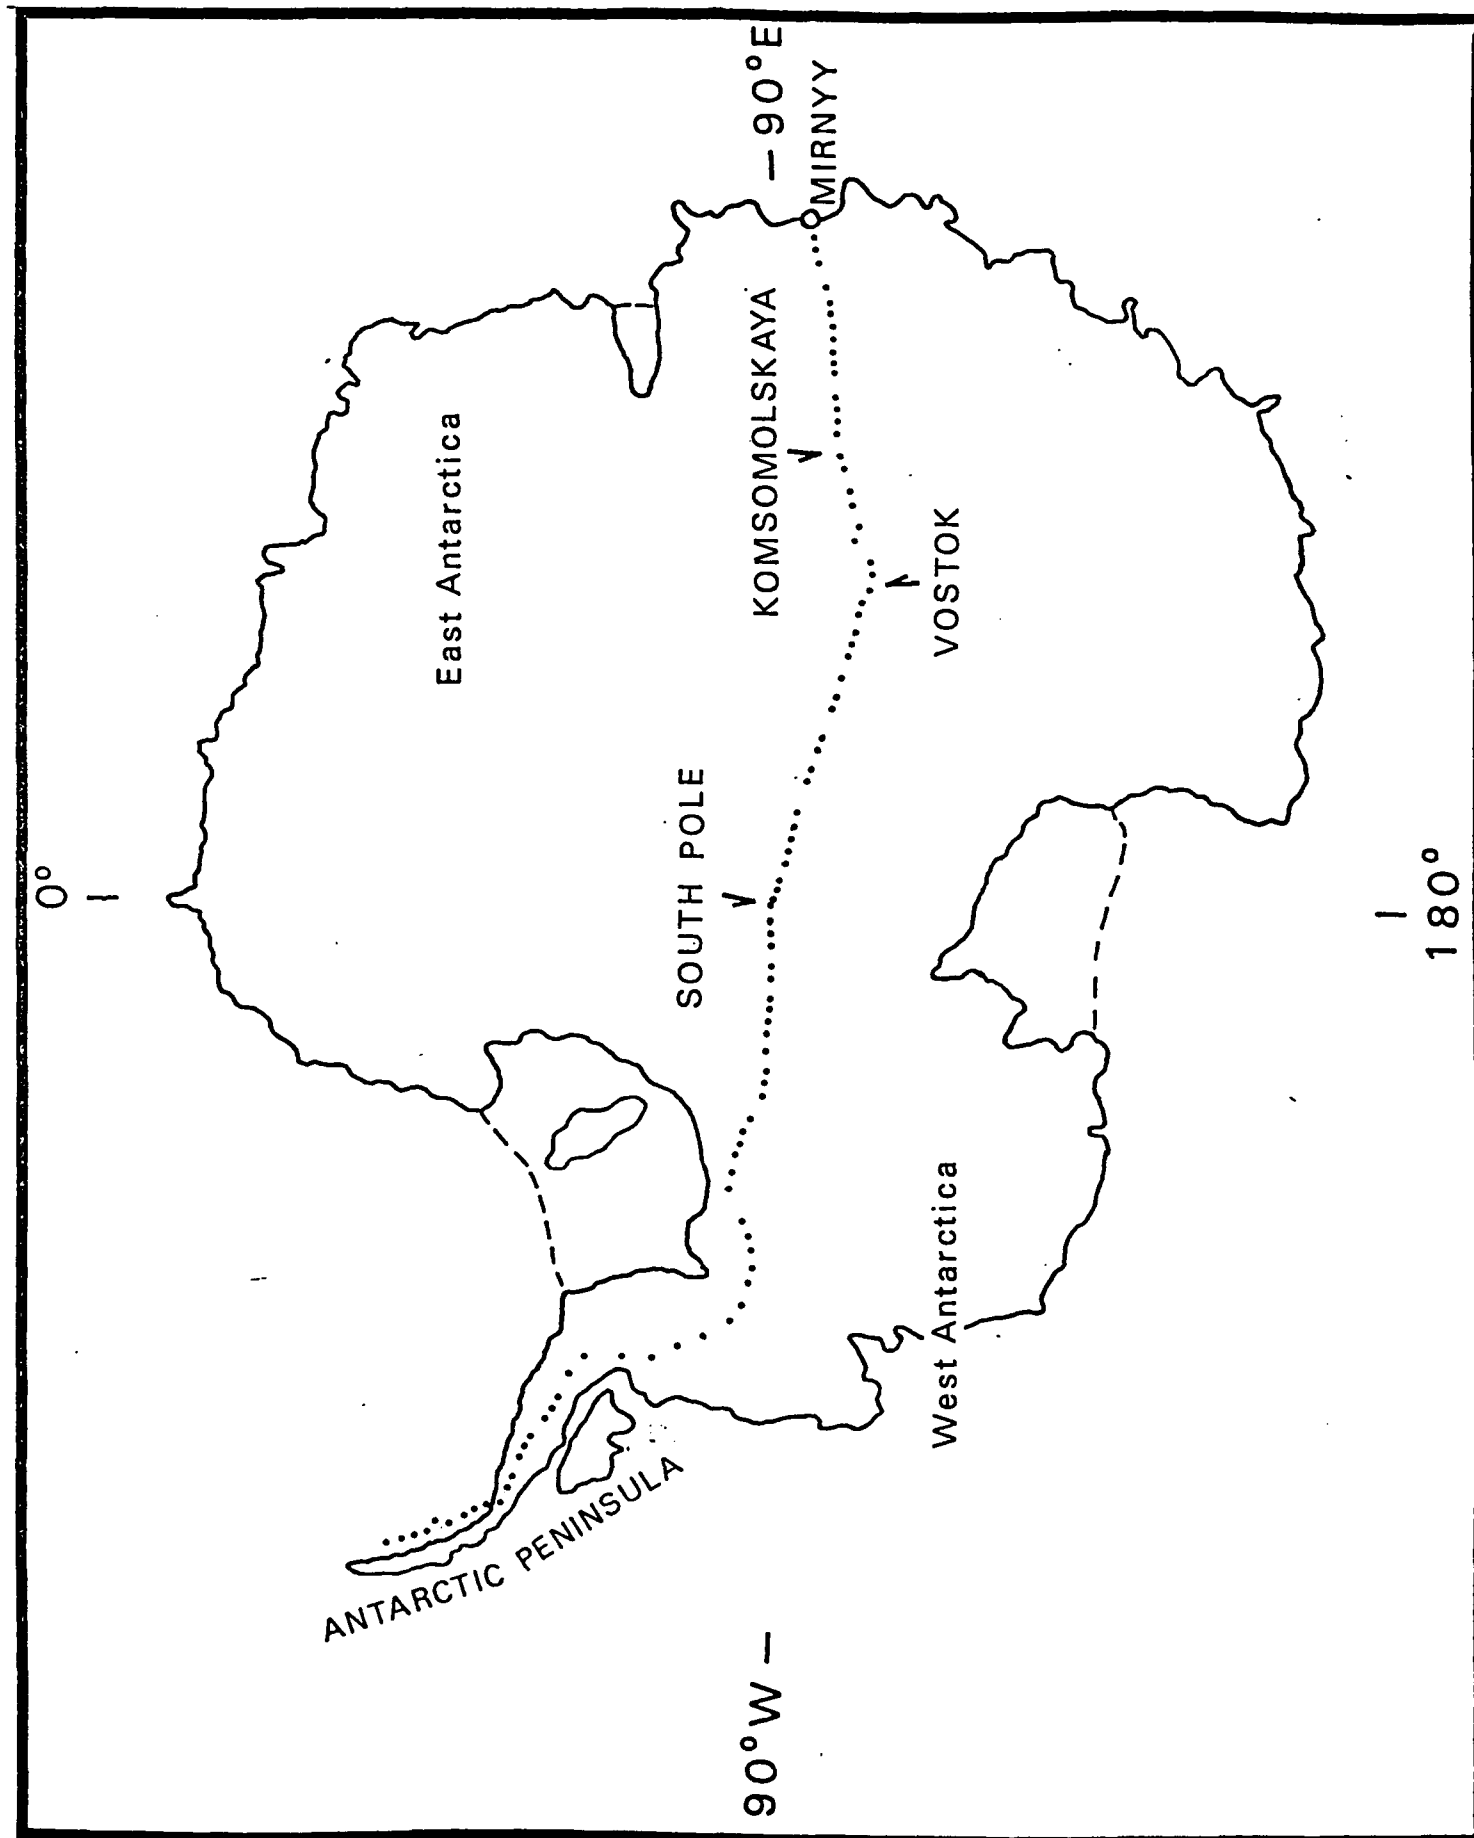 0°
90°E
MIRNYY
KOMSOMOLSKAYA
East Antarctica
VOSTOK
SOUTH POLE
180°
West Antarctica
ANTARCTIC PENINSULA
90°W